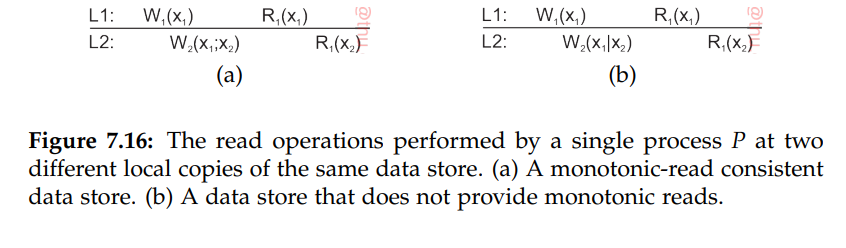 L1: W₁(x₁) R₁(x₁) L1: W₁(x₁) R₁(x₁)
L2: W₂(x₁;x₂) R₁(x₂) L2: W₂(x₁|x₂) R₁(x₂)
(a) (b)
Figure 7.16: The read operations performed by a single process P at two
different local copies of the same data store. (a) A monotonic-read consistent
data store. (b) A data store that does not provide monotonic reads.